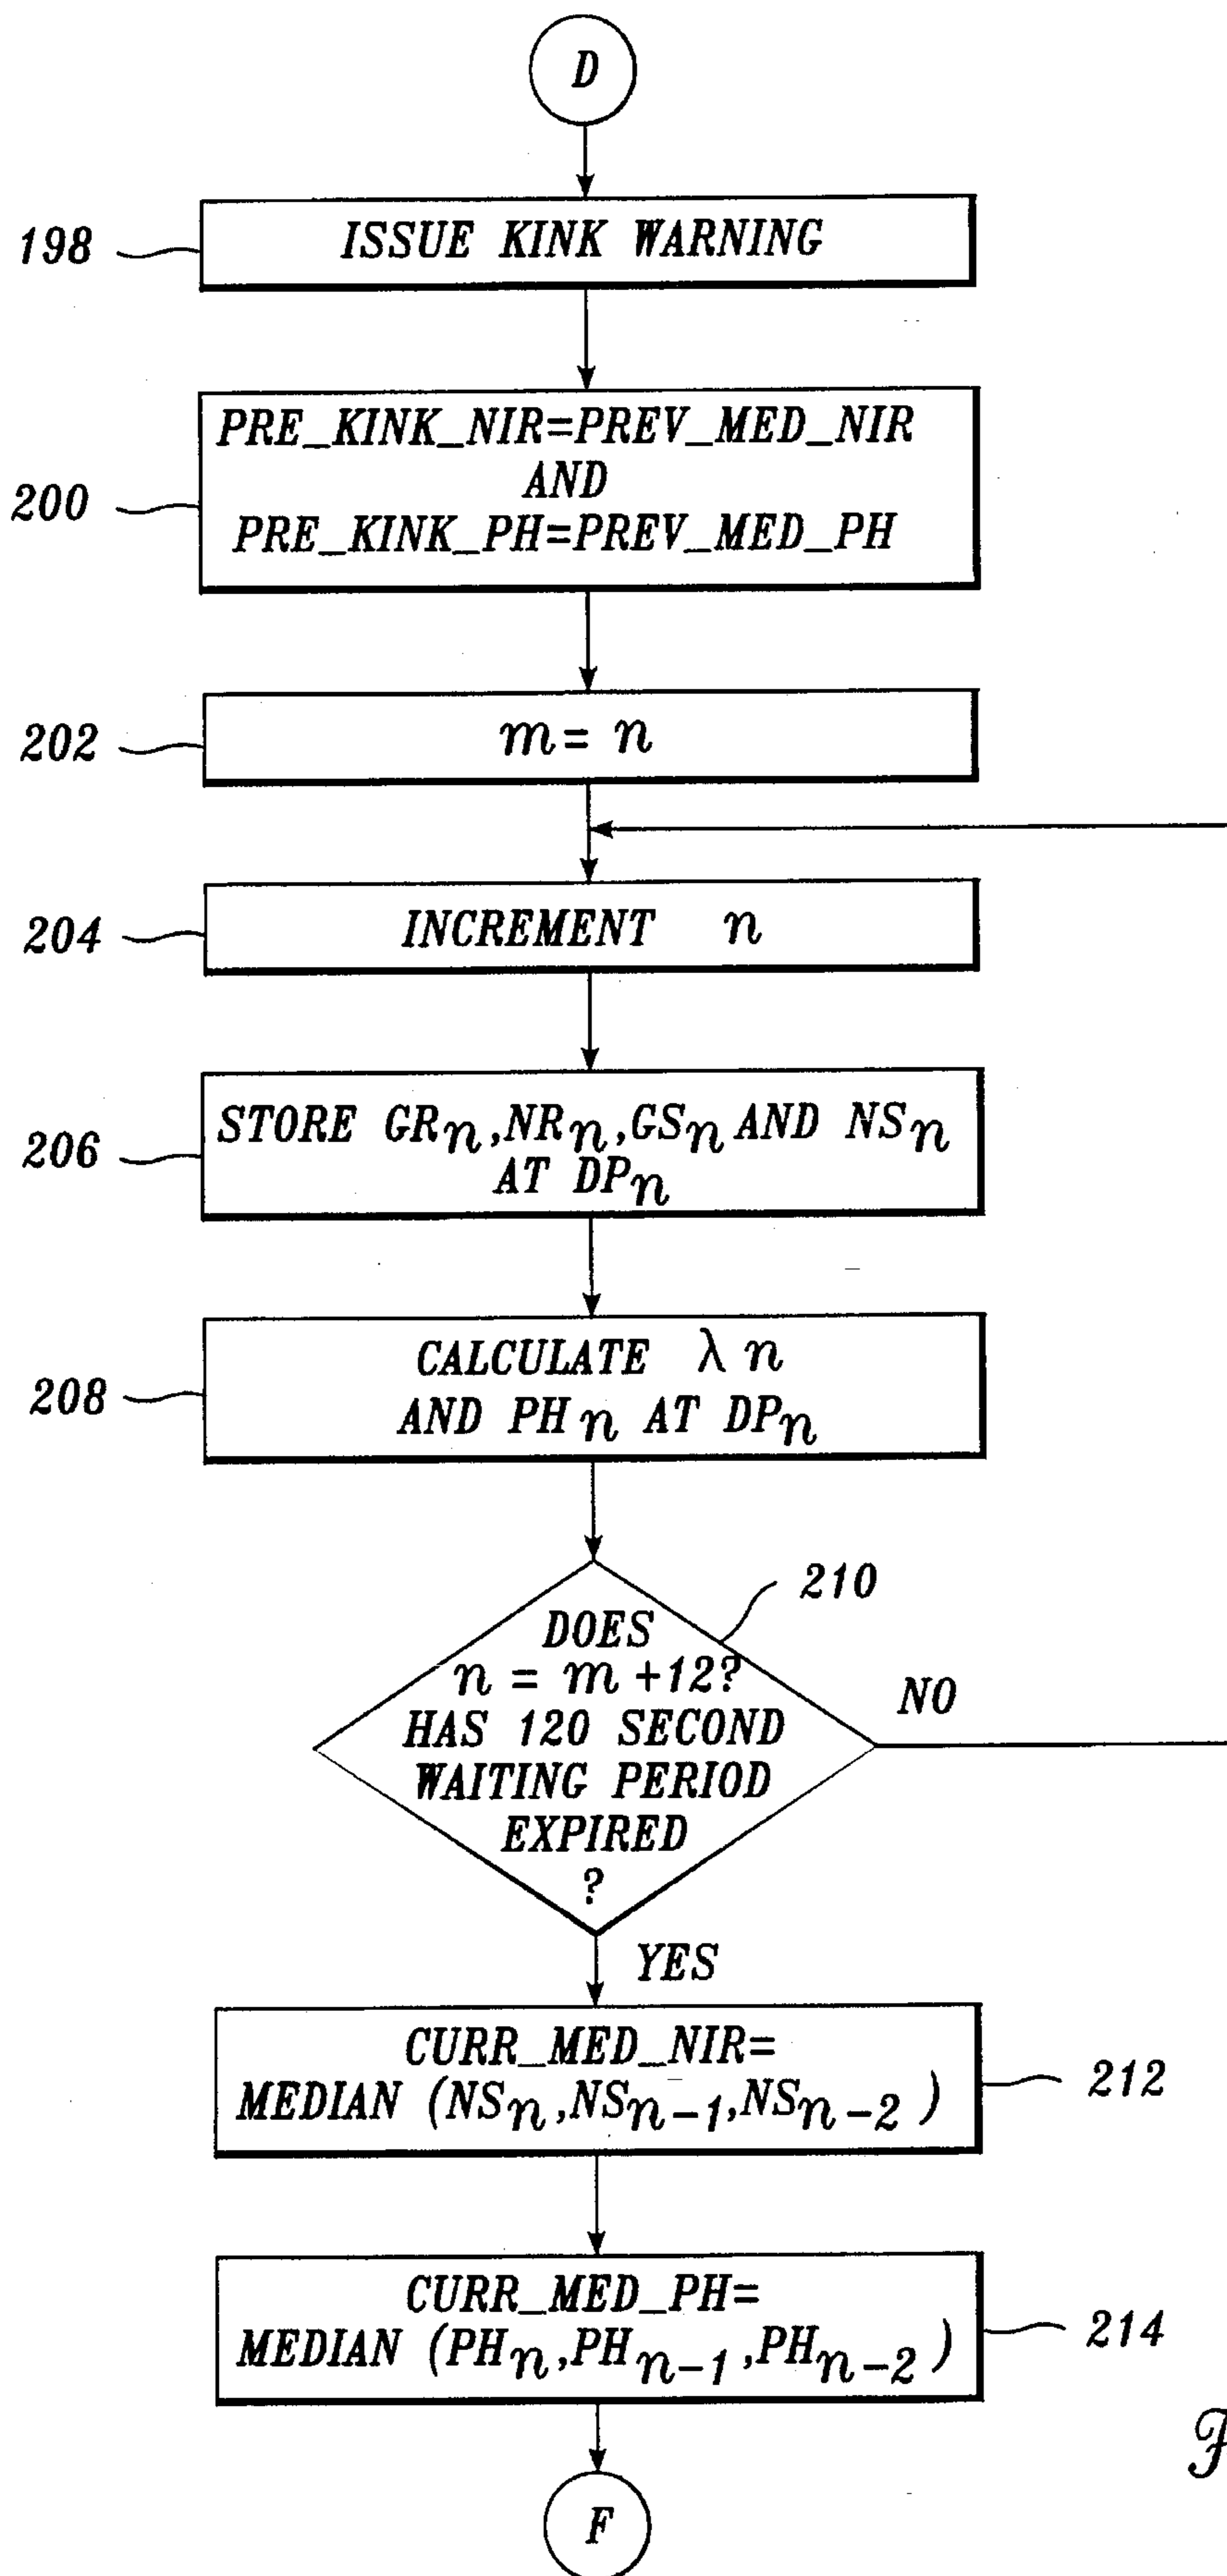 D
198
ISSUE KINK WARNING
200
PRE_KINK_NIR=PREV_MED_NIR
AND
PRE_KINK_PH=PREV_MED_PH
202
m = n
204
INCREMENT n
206
STORE GRn,NRn,GSn AND NSn
AT DPn
208
CALCULATE λ n
AND PHn AT DPn
210
DOES
n = m +12?
HAS 120 SECOND
WAITING PERIOD
EXPIRED
?
NO
YES
CURR_MED_NIR=
MEDIAN (NSn,NSn-1,NSn-2)
212
CURR_MED_PH=
MEDIAN (PHn,PHn-1,PHn-2)
214
F